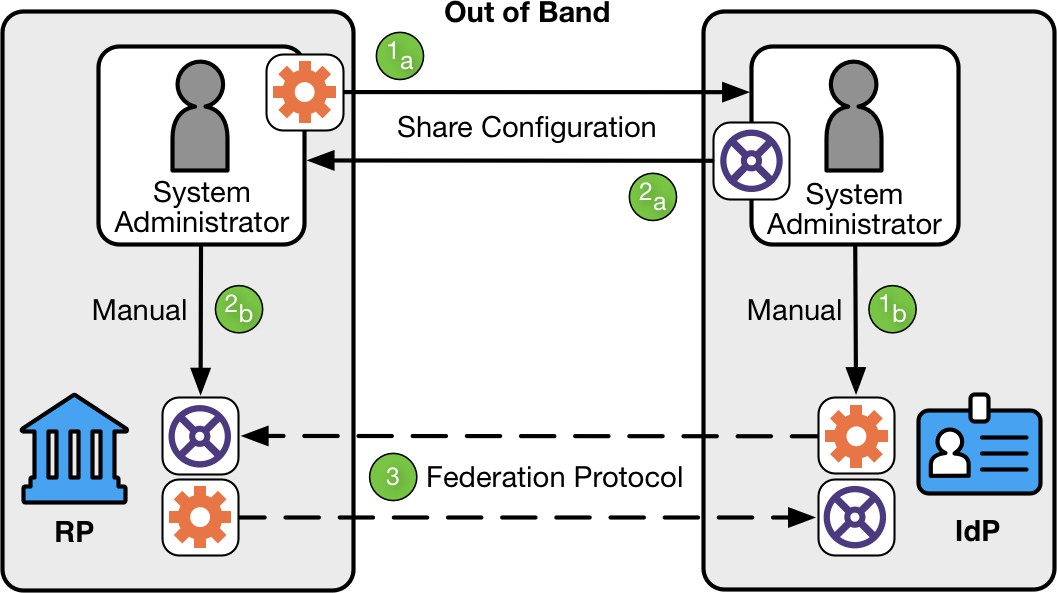 Out of Band
1a
System
Administrator
Share Configuration
System
Administrator
2a
Manual
2b
Manual
1b
3 Federation Protocol
RP
IdP